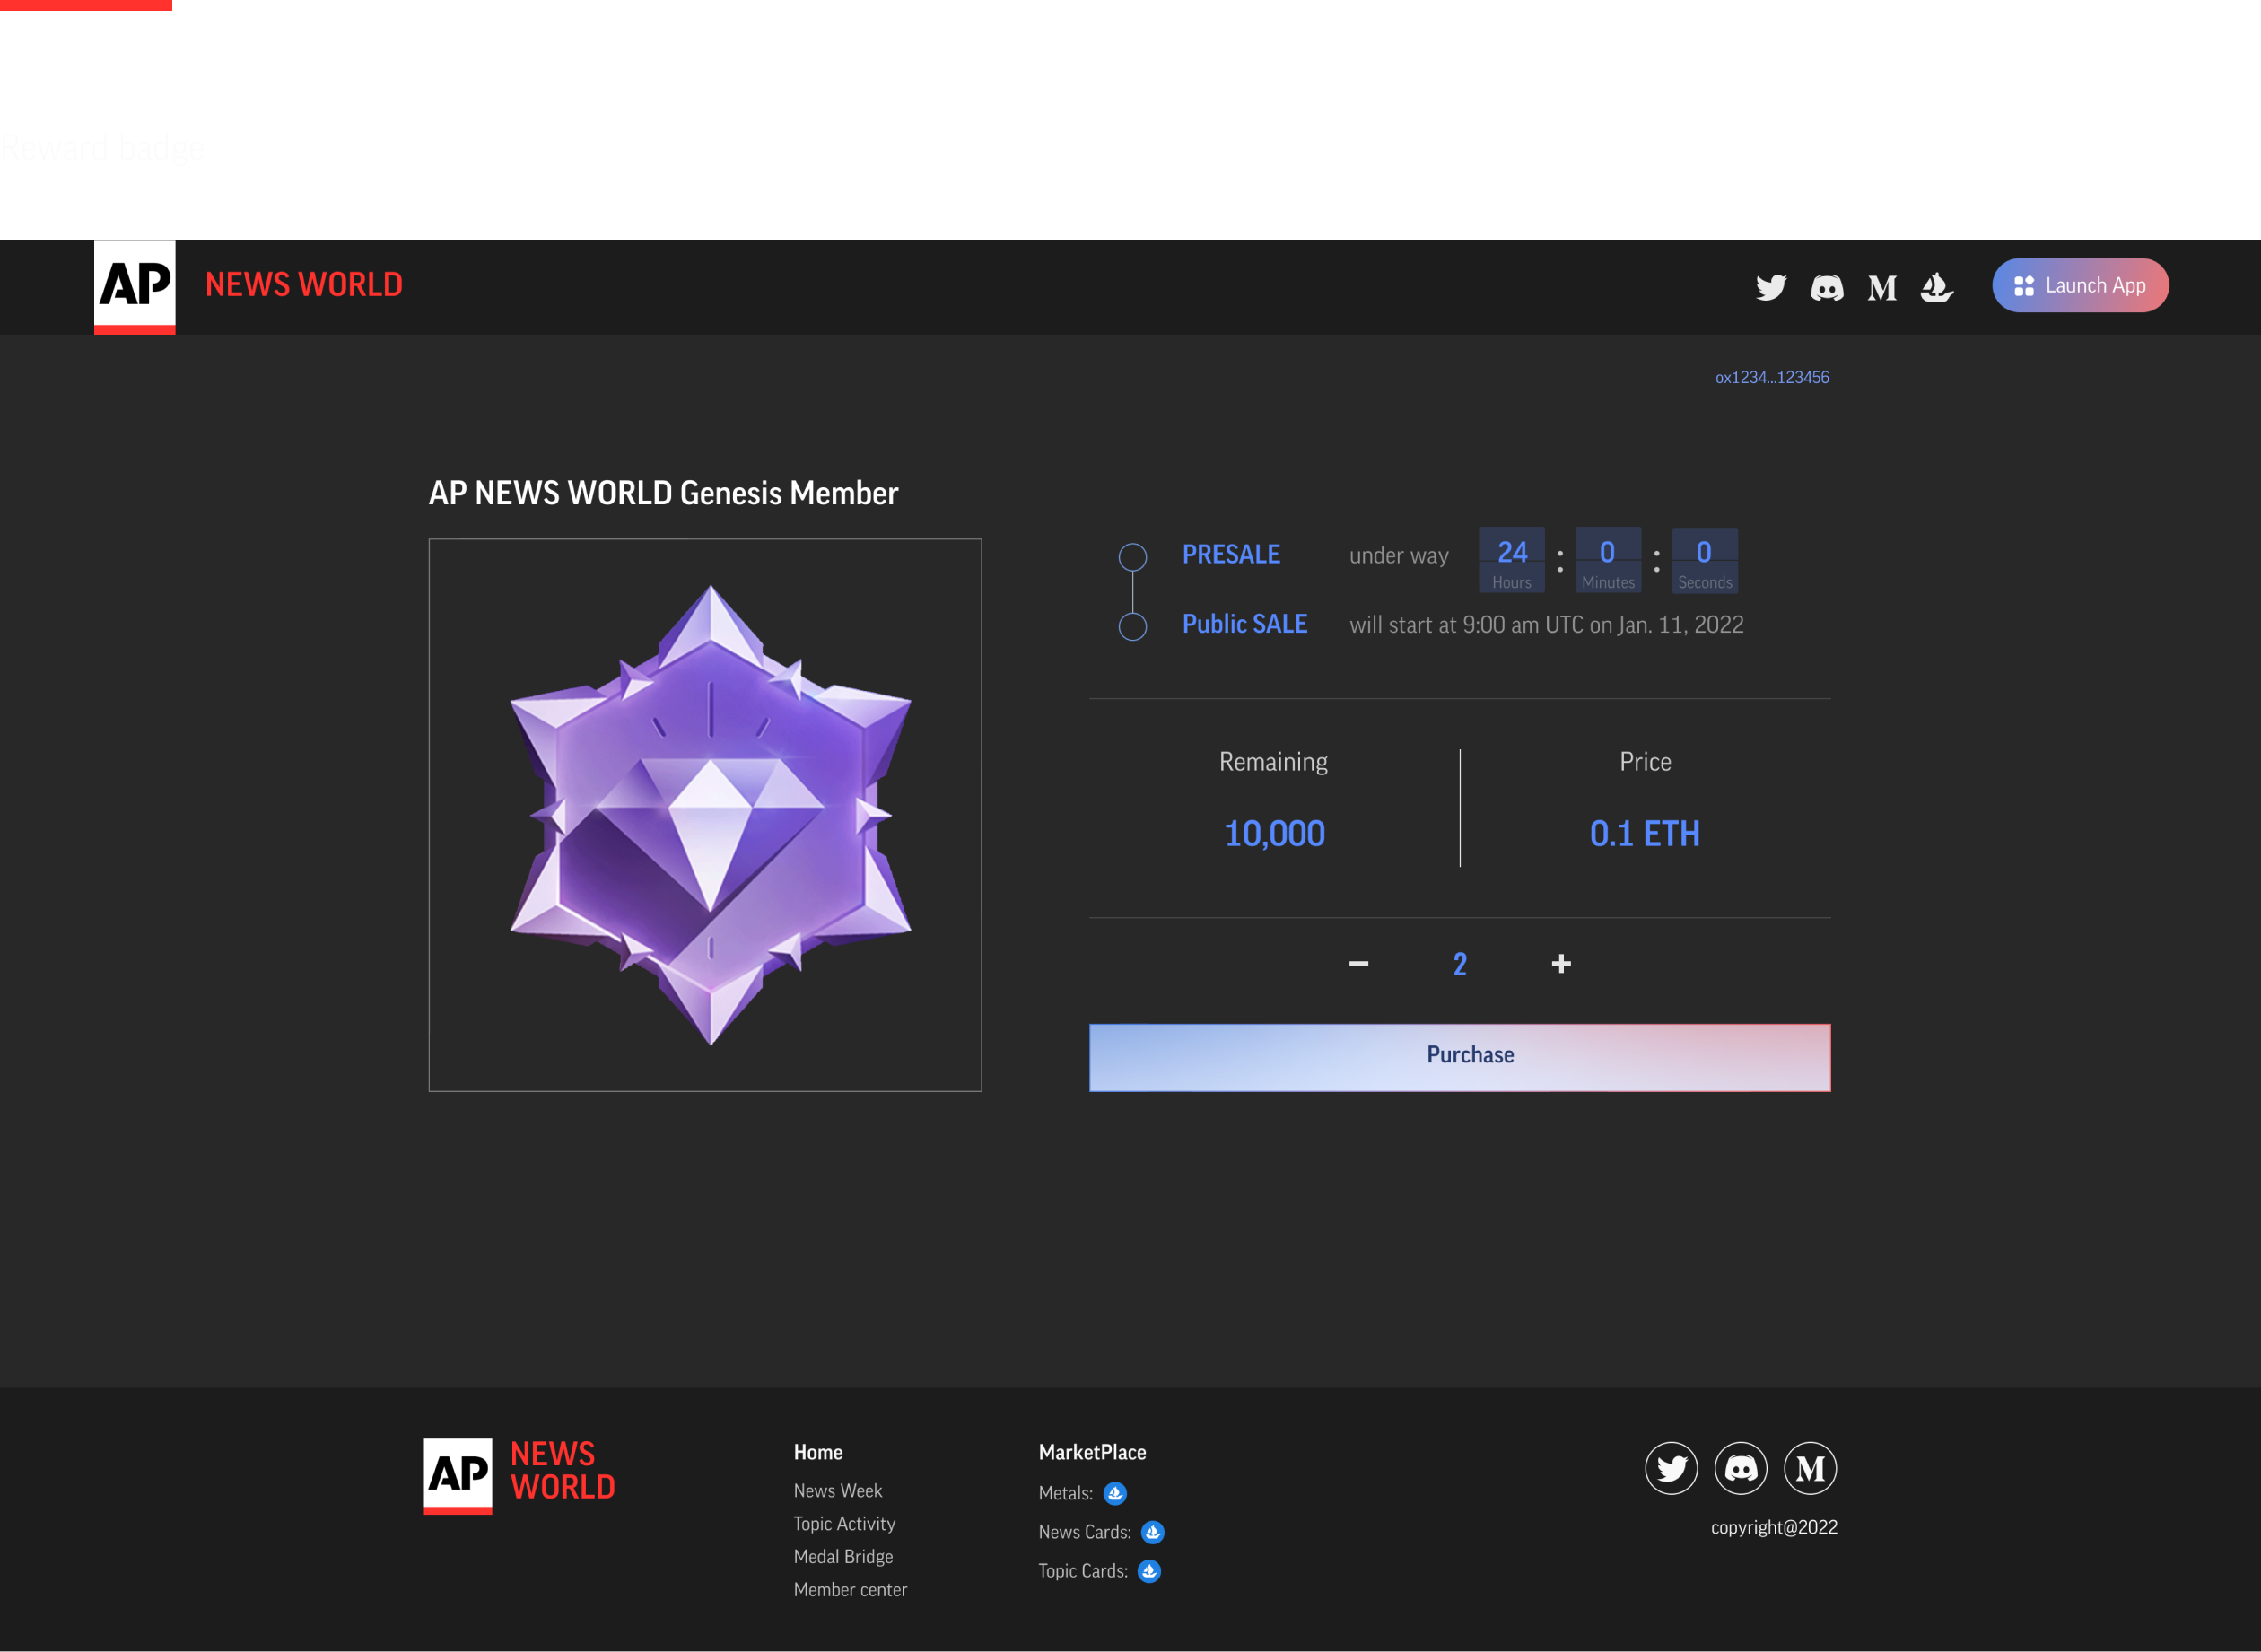 Reward badge
AP NEWS WORLD
Launch App
ox1234...123456
AP NEWS WORLD Genesis Member
PRESALE under way 24 : 0 : 0
Hours Minutes Seconds
Public SALE will start at 9:00 am UTC on Jan. 11, 2022
Remaining Price
10,000 0.1 ETH
2
Purchase
AP NEWS
WORLD
Home
News Week
Topic Activity
Medal Bridge
Member center
MarketPlace
Metals:
News Cards:
Topic Cards:
copyright@2022